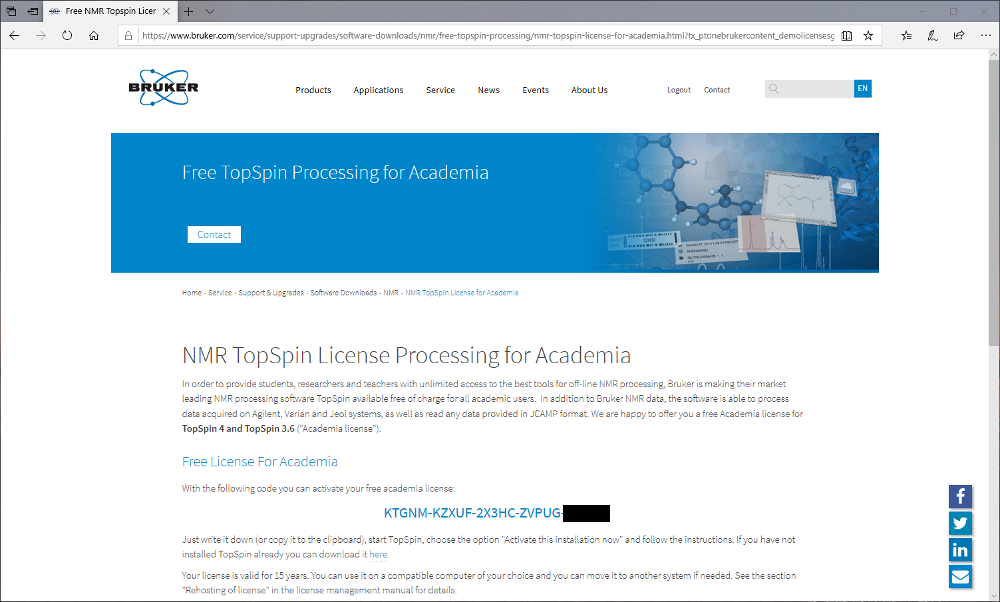 Free NMR Topspin Licer
https://www.bruker.com/service/support-upgrades/software-downloads/nmr/free-topspin-processing/nmr-topspin-license-for-academia.html?tx_ptonebrukercontent_demolicensesg
BRUKER
Products
Applications
Service
News
Events
About Us
Logout
Contact
EN
Free TopSpin Processing for Academia
Contact
123432
October 27, 2014
Home - Service - Support & Upgrades - Software Downloads - NMR - NMR TopSpin License for Academia
NMR TopSpin License Processing for Academia
In order to provide students, researchers and teachers with unlimited access to the best tools for off-line NMR processing, Bruker is making their market
leading NMR processing software TopSpin available free of charge for all academic users. In addition to Bruker NMR data, the software is able to process
data acquired on Agilent, Varian and Jeol systems, as well as read any data provided in JCAMP format. We are happy to offer you a free Academia license for
TopSpin 4 and TopSpin 3.6 ("Academia license").
Free License For Academia
With the following code you can activate your free academia license:
KTGNM-KZXUF-2X3HC-ZVPUG-
Just write it down (or copy it to the clipboard), start TopSpin, choose the option "Activate this installation now" and follow the instructions. If you have not
installed TopSpin already you can download it here.
Your license is valid for 15 years. You can use it on a compatible computer of your choice and you can move it to another system if needed. See the section
"Rehosting of license" in the license management manual for details.